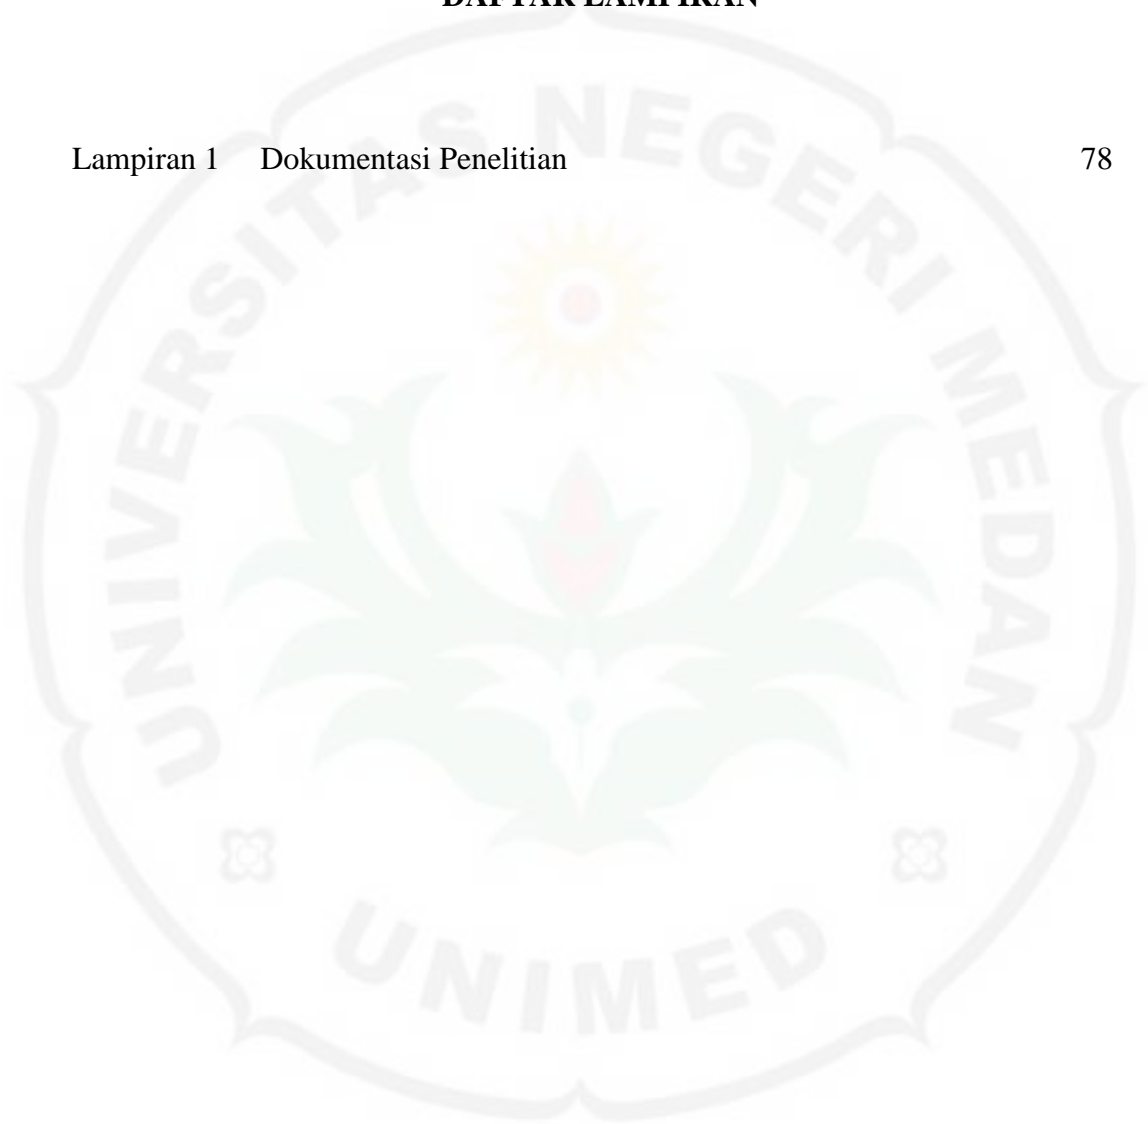 DAFTAR LAMPIRAN
Lampiran 1 Dokumentasi Penelitian 78
UNIVERSITAS NEGERI MEDAN
UNIMED